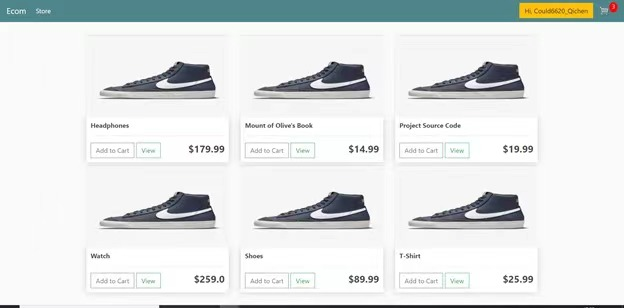 Ecom Store Hi, Could6620_Qichen 3
Headphones Mount of Olive's Book Project Source Code
Add to Cart View $179.99 Add to Cart View $14.99 Add to Cart View $19.99
Watch Shoes T-Shirt
Add to Cart View $259.0 Add to Cart View $89.99 Add to Cart View $25.99